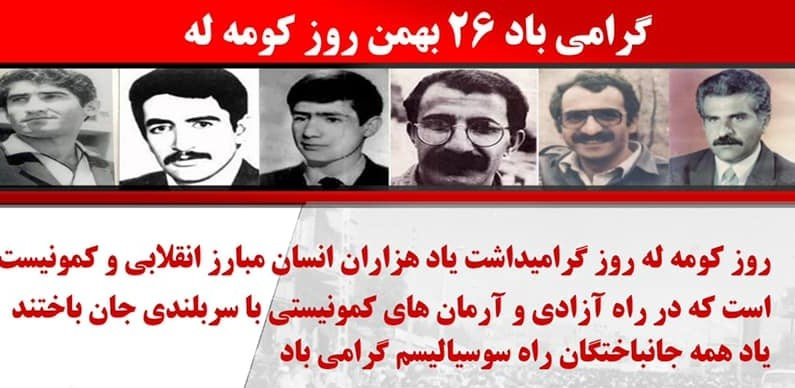 گرامی باد ۲۶ بهمن روز کومه له
روز کومه له روز گرامیداشت یاد هزاران انسان مبارز انقلابی و کمونیست
است که در راه آزادی و آرمان های کمونیستی با سربلندی جان باختند
یاد همه جانباختگان راه سوسیالیسم گرامی باد